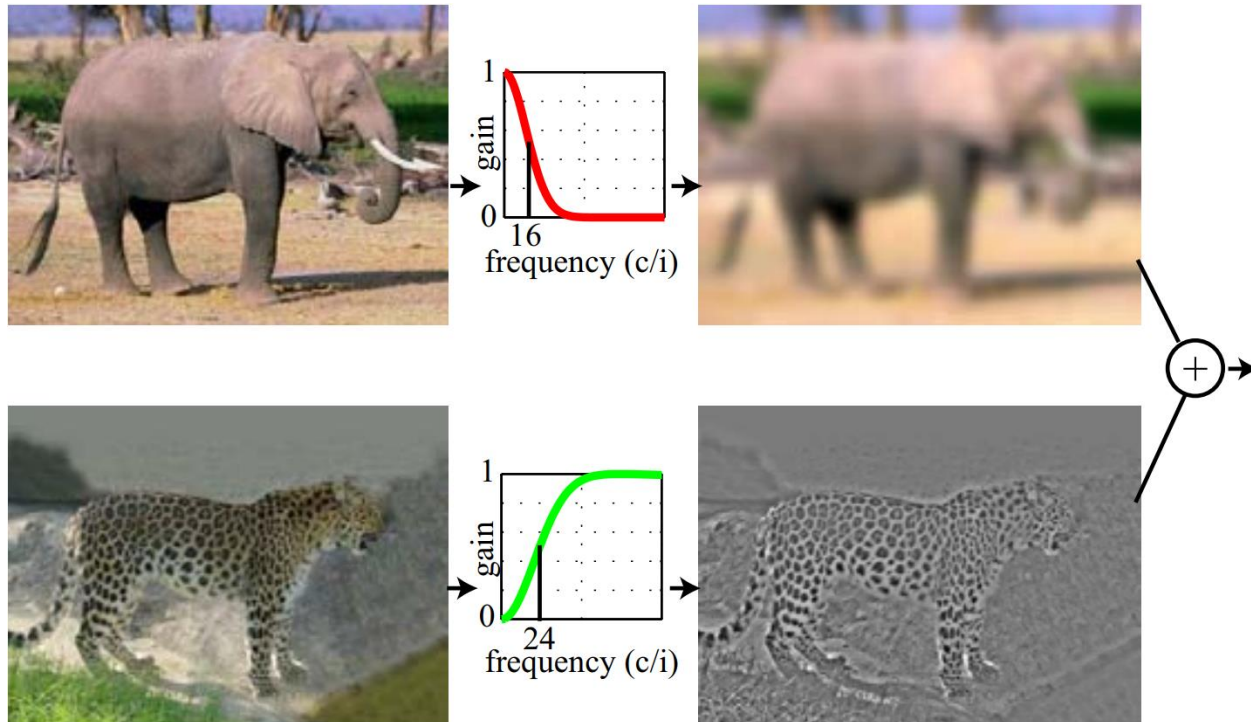 1
gain
0
16
frequency (c/i)
+
1
gain
0
24
frequency (c/i)